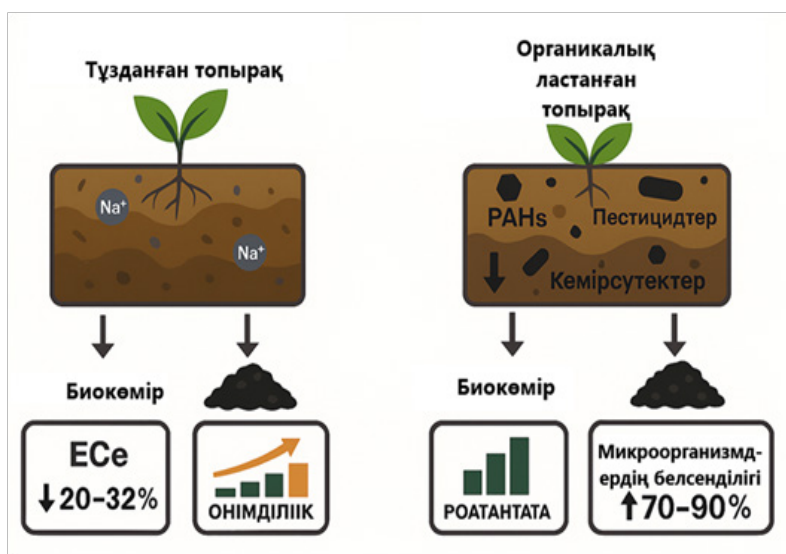 Тұзданған топырақ
Na⁺
Na⁺
Биокөмір
ECe
↓20–32%
ӨНІМДІЛІІК
Органикалық
ластанған
топырақ
PAHs
Пестицидтер
Кемірсутектер
Биокөмір
РОАТАНТАТА
Микроорганизмд-
ердің белсенділігі
↑70–90%